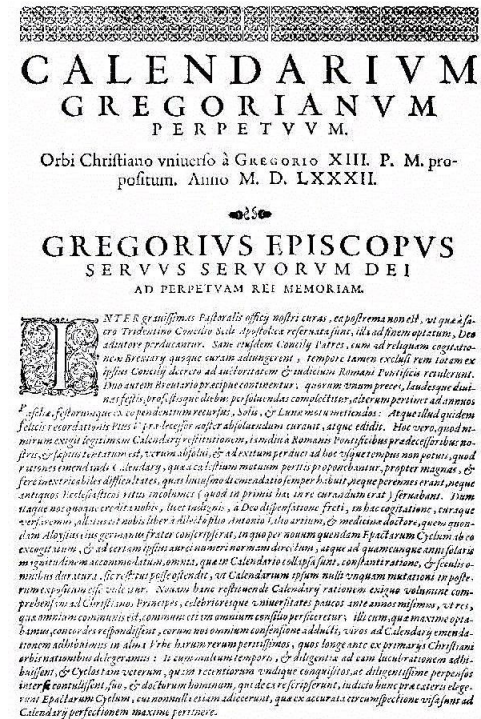 CALENDARIVM
GREGORIANVM
PERPETVVM.
Orbi Christiano vniuerso à GREGORIO XIII. P. M. pro-
positum. Anno M. D. LXXXII.
GREGORIVS EPISCOPVS
SERVVS SERVORVM DEI
AD PERPETVAM REI MEMORIAM.
INTER grauissimas Pastoralis officij nostri curas, ea postrema non est, vt quæ à sa-
cro Tridentino Concilio Sedi Apostolicæ reseruata sunt, illa ad finem optatum, Deo
adiutore perducantur. Sane eiusdem Concilij Patres, cum ad reliquam cogitatio-
nem Breuiarij quoque curam adiungerent, tempore tamen exclusi rem totam ex
ipsius Concilij decreto ad auctoritatem & iudicium Romani Pontificis retulerunt.
Duo autem Breuiario præcipue continentur, quorum vnum preces, laudesque diui-
nas festis, profestisque diebus persoluendas complectitur, alterum pertinet ad annuos
Paschæ, festorumque ex eo pendentium recursus, Solis, & Lunæ motu metiendos. Atque illud quidem
felicis recordationis Pius V. prædecessor noster absoluendum curauit, atque edidit. Hoc vero, quod ni-
mirum exigit legitimam Calendarij restitutionem, iamdiu à Romanis Pontificibus prædecessoribus no-
stris, & sæpius tentatum est, verum absolui, & ad exitum perduci ad hoc vsque tempus non potuit, quod
rationes emendandi Calendarij, quæ à cælestium motuum peritis proponebantur, propter magnas, &
fere inextricabiles difficultates, quas huiusmodi emendatio semper habuit, neque perennes erant, neque
antiquos Ecclesiasticos ritus incolumes (quod in primis hac in re curandum erat) seruabant. Dum
itaque nos quoque credita nobis, licet indignis, à Deo dispensatione freti, in hac cogitatione, curaque
versaremur, allatus est nobis liber à dilecto filio Antonio Lilio artium, & medicinæ doctore, quem quon-
dam Aloysius eius germanus frater conscripserat, in quo per nouum quendam Epactarum Cyclum ab eo
excogitatum, & ad certam ipsius aurei numeri normam directum, atque ad quamcunque anni solaris
magnitudinem accommodatum, omnia, quæ in Calendario collapsa sunt, constanti ratione, & sæculis o-
mnibus duratura, sic restitui posse ostendit, vt Calendarium ipsum nulli vnquam mutationi in poste-
rum expositum esse videatur. Nouam hanc restituendi Calendarij rationem exiguo volumine com-
prehensam ad Christianos Principes, celebrioresque vniuersitates paucos ante annos misimus, vt res,
quæ omnium communis est, communi etiam omnium consilio perficeretur. Illi cum, quæ maxime opta-
bamus, concordes respondissent, eorum nos omnium consensione adducti, viros ad Calendarij emenda-
tionem adhibuimus in alma Vrbe harum rerum peritissimos, quos longe ante ex primarijs Christiani
orbis nationibus delegeramus. Ii cum multum temporis, & diligentiæ ad eam lucubrationem adhi-
buissent, & Cyclos tam veterum, quam recentiorum vndique conquisitos, ac diligentissime perpensos
inter se contulissent, suo, & doctorum hominum, qui de ea re scripserunt, iudicio hunc præ cæteris elege-
runt Epactarum Cyclum, cui nonnulla etiam adiecerunt, quæ ex accurata circumspectione visa sunt ad
Calendarij perfectionem maxime pertinere.